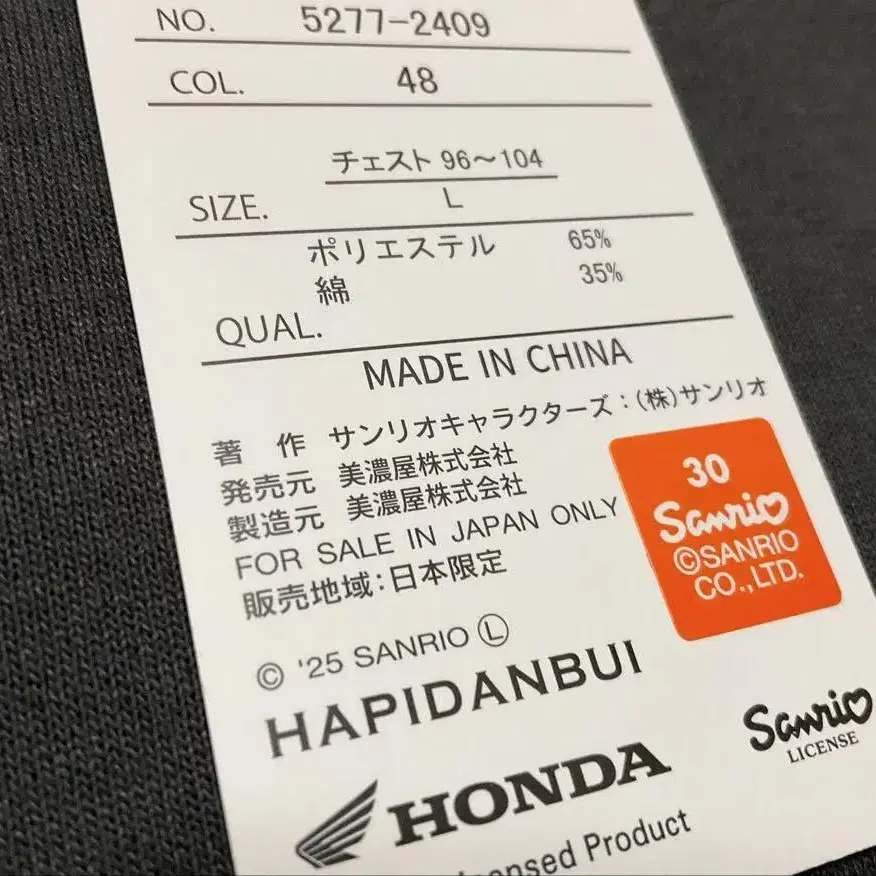 NO. 5277-2409
COL. 48
チェスト 96～104
SIZE. L
ポリエステル 65%
綿 35%
QUAL.
MADE IN CHINA
著 作 サンリオキャラクターズ：(株)サンリオ
発売元 美濃屋株式会社
製造元 美濃屋株式会社
FOR SALE IN JAPAN ONLY
販売地域：日本限定
30
Sanrio
©SANRIO
CO.,LTD.
© '25 SANRIO Ⓛ
HAPIDANBUI
Sanrio
LICENSE
HONDA
Product